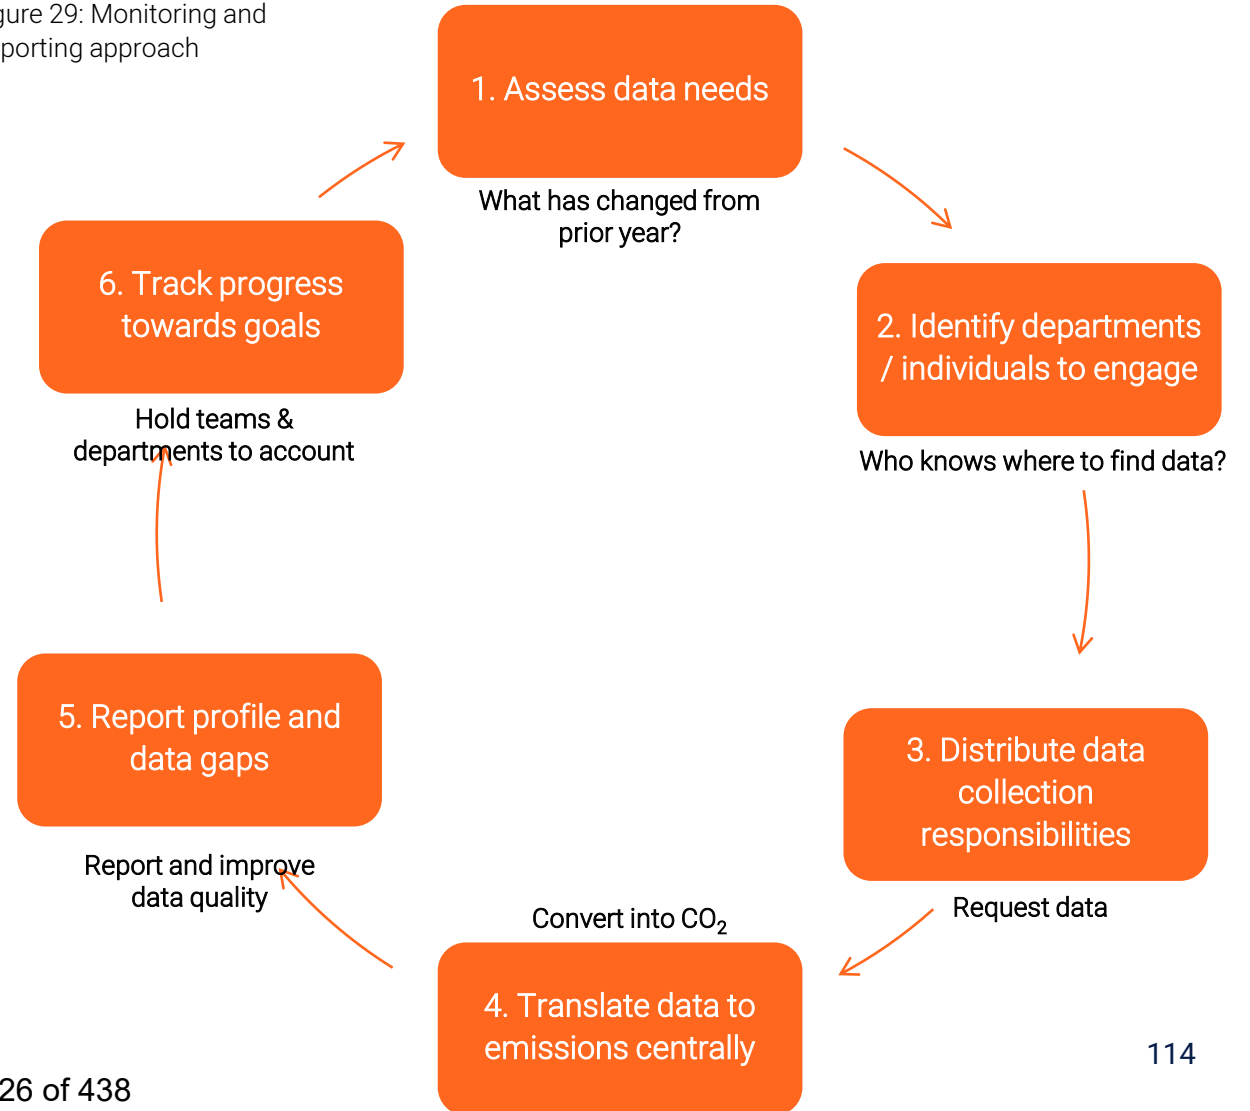 gure 29: Monitoring and
porting approach
1. Assess data needs
What has changed from
prior year?
2. Identify departments
/ individuals to engage
Who knows where to find data?
3. Distribute data
collection
responsibilities
Request data
Convert into CO₂
4. Translate data to
emissions centrally
5. Report profile and
data gaps
Report and improve
data quality
6. Track progress
towards goals
Hold teams &
departments to account
114
26 of 438